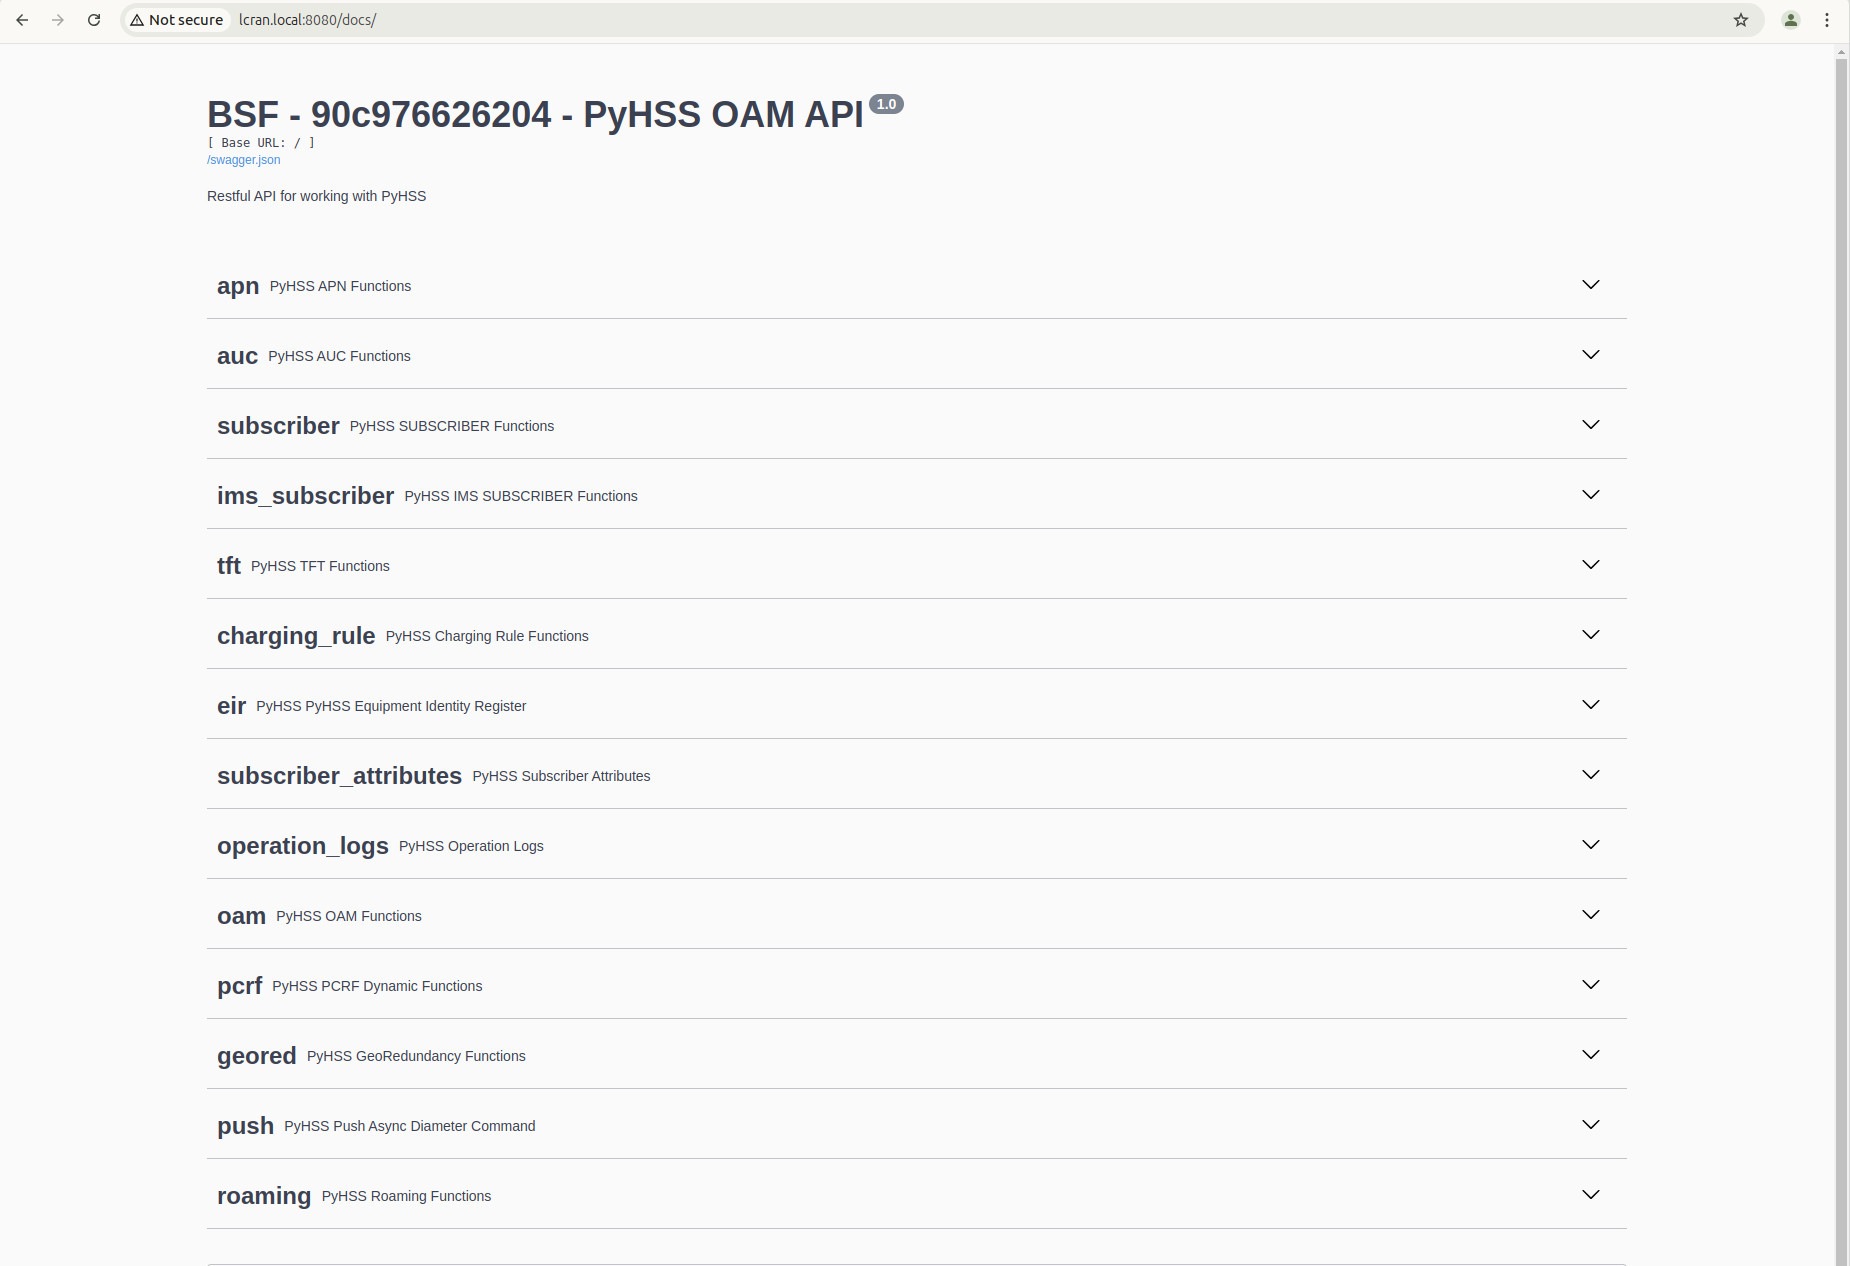 Not secure lcran.local:8080/docs/
BSF - 90c976626204 - PyHSS OAM API 1.0
[ Base URL: / ]
/swagger.json
Restful API for working with PyHSS
apn PyHSS APN Functions
auc PyHSS AUC Functions
subscriber PyHSS SUBSCRIBER Functions
ims_subscriber PyHSS IMS SUBSCRIBER Functions
tft PyHSS TFT Functions
charging_rule PyHSS Charging Rule Functions
eir PyHSS PyHSS Equipment Identity Register
subscriber_attributes PyHSS Subscriber Attributes
operation_logs PyHSS Operation Logs
oam PyHSS OAM Functions
pcrf PyHSS PCRF Dynamic Functions
geored PyHSS GeoRedundancy Functions
push PyHSS Push Async Diameter Command
roaming PyHSS Roaming Functions